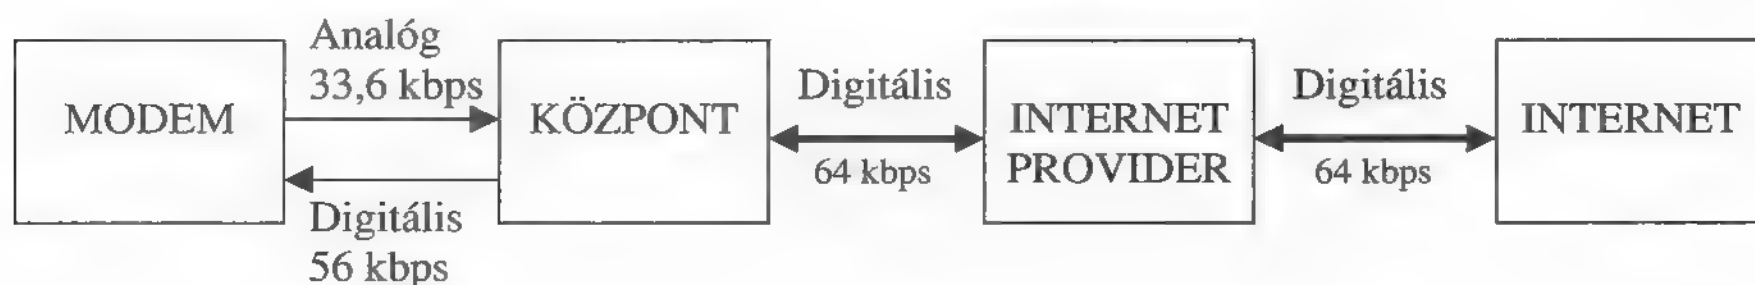 Analóg
33,6 kbps
MODEM
Digitális
56 kbps
KÖZPONT
Digitális
64 kbps
INTERNET
PROVIDER
Digitális
64 kbps
INTERNET